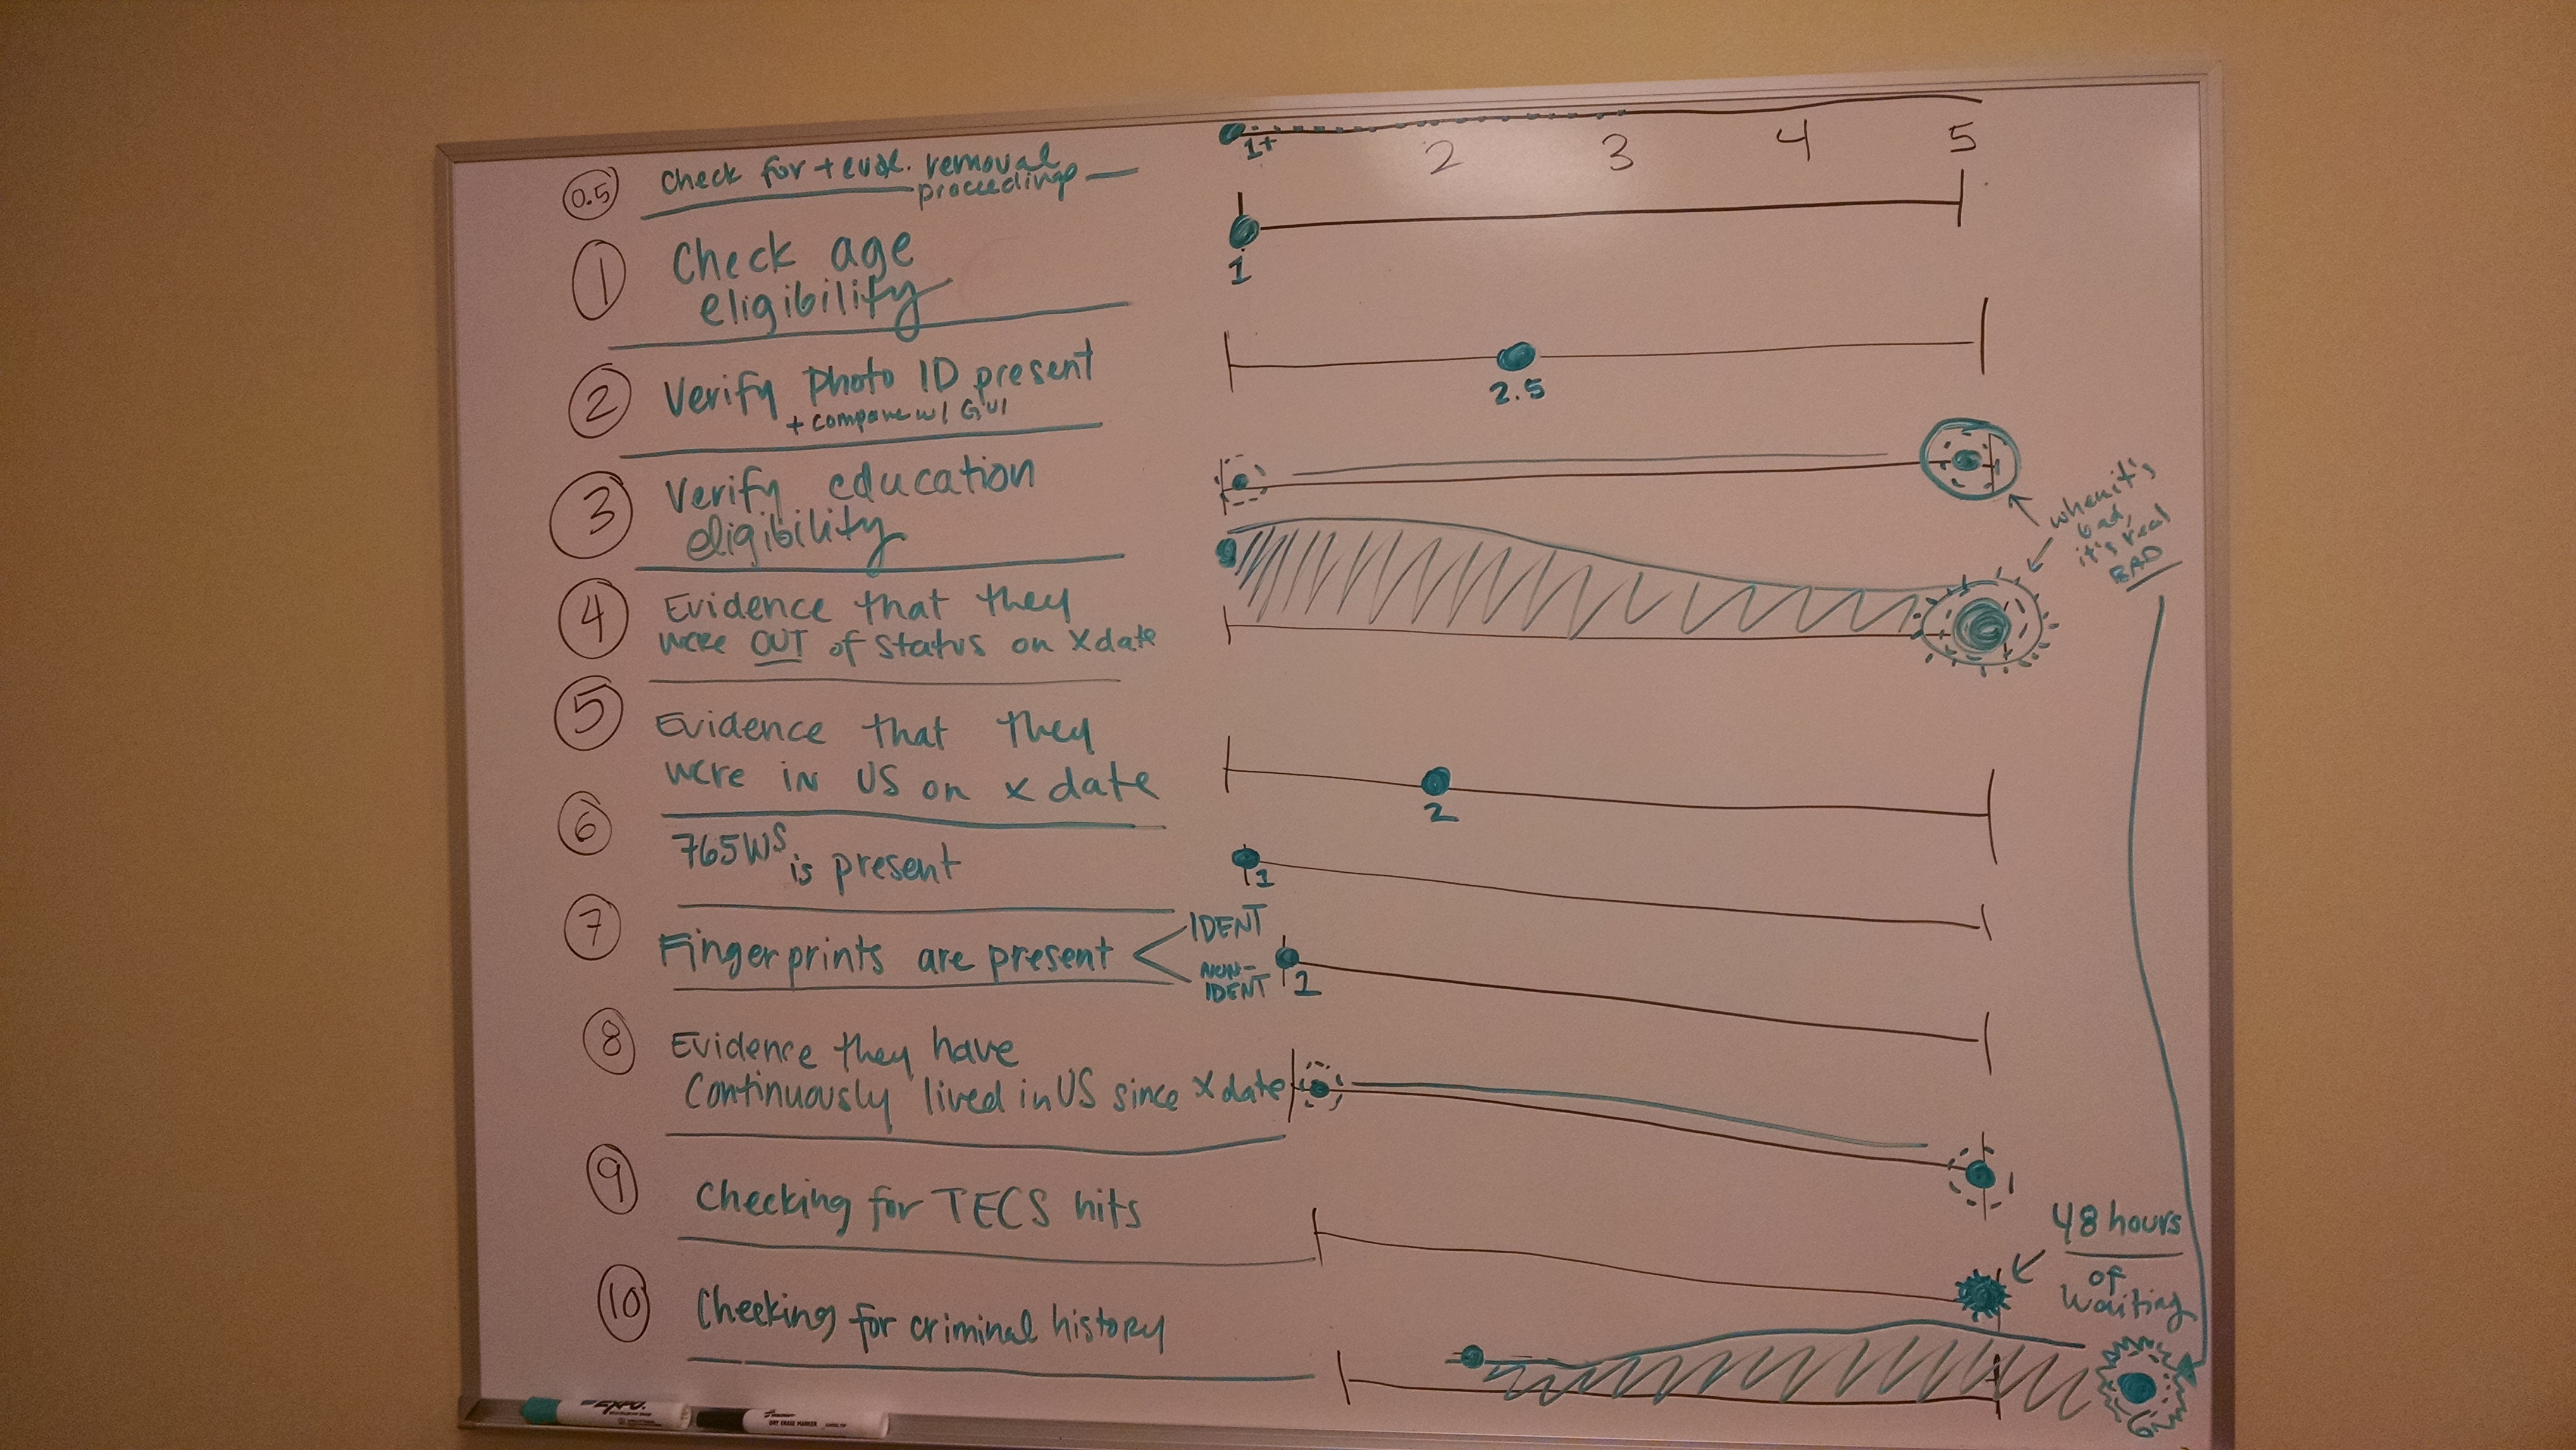 0.5 Check for + evid. removal
proceedings
1+ 2 3 4 5
1 Check age
eligibility
1
2 Verify photo ID present
+ compare w/ GUI
2.5
3 Verify education
eligibility
when it's
bad,
it's real
BAD
4 Evidence that they
were OUT of status on X date
5 Evidence that they
were in US on x date
2
6 765WS is present
1
7 Fingerprints are present
IDENT
NON-
IDENT
1
8 Evidence they have
continuously lived in US since X date
9 Checking for TECS hits
48 hours
of
waiting
10 Checking for criminal history
6
EXPO
DRY ERASE MARKER